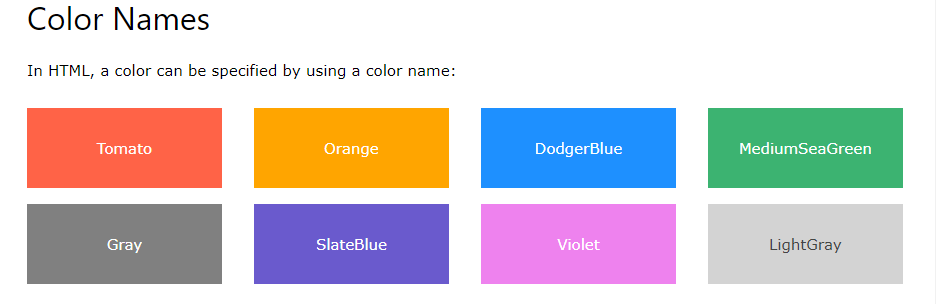 Color Names
In HTML, a color can be specified by using a color name:
Tomato
Orange
DodgerBlue
MediumSeaGreen
Gray
SlateBlue
Violet
LightGray